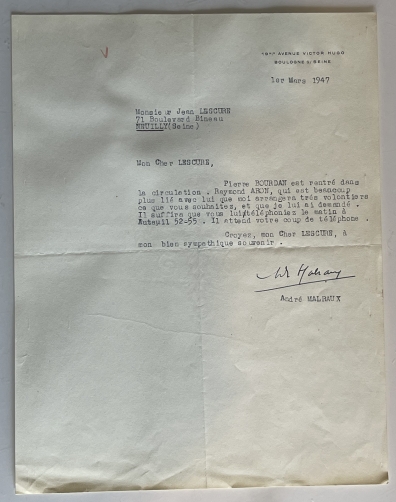 19BIS AVENUE VICTOR HUGO
BOULOGNE S/ SEINE
1er Mars 1947
Monsieur Jean LESCURE
71 Boulevard Bineau
NEUILLY(Seine)
Mon Cher LESCURE,
Pierre BOURDAN est rentré dans
la circulation . Raymond ARON, qui est beaucoup
plus lié avec lui que moi arrangera très volontiers
ce que vous souhaitez, et que je lui ai demandé .
Il suffira que vous lui téléphoniez le matin à
Auteuil 52-55 . Il attend votre coup de téléphone .
Croyez, mon Cher LESCURE, à
mon bien sympathique souvenir .
André MALRAUX